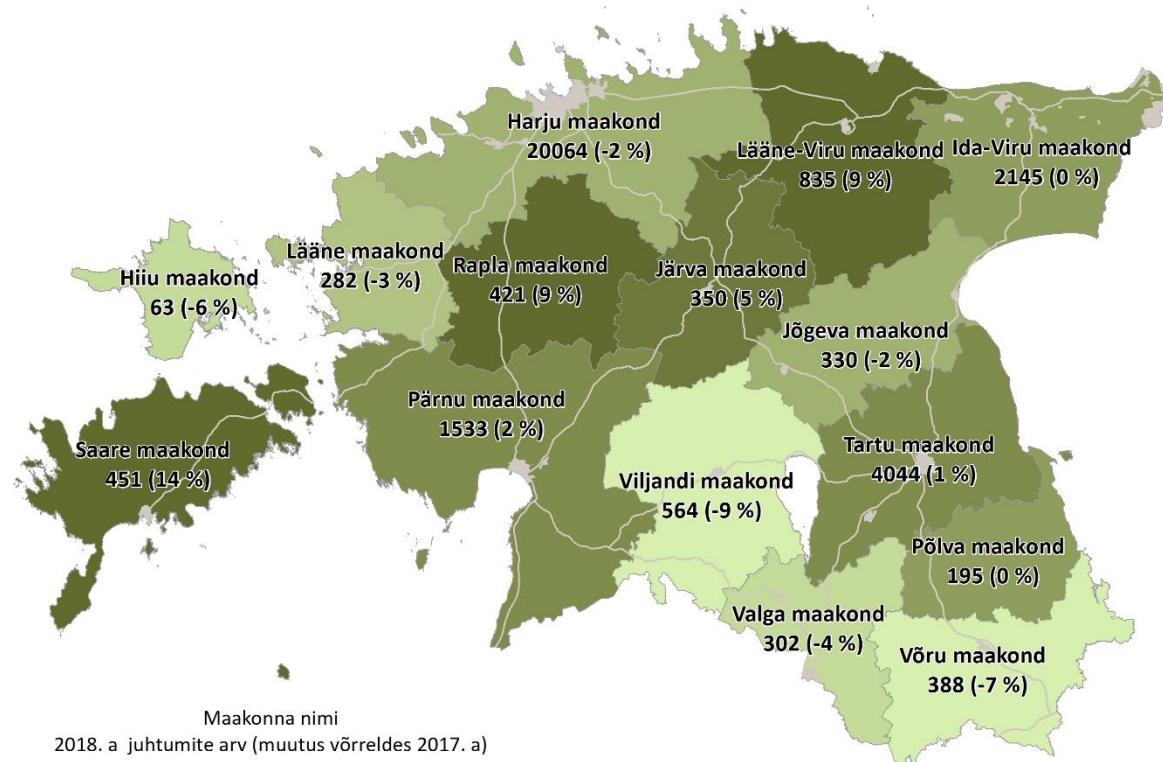 Harju maakond
20064 (-2 %)
Lääne-Viru maakond
835 (9 %)
Ida-Viru maakond
2145 (0 %)
Hiiu maakond
63 (-6 %)
Lääne maakond
282 (-3 %)
Rapla maakond
421 (9 %)
Järva maakond
350 (5 %)
Jõgeva maakond
330 (-2 %)
Saare maakond
451 (14 %)
Pärnu maakond
1533 (2 %)
Viljandi maakond
564 (-9 %)
Tartu maakond
4044 (1 %)
Põlva maakond
195 (0 %)
Valga maakond
302 (-4 %)
Võru maakond
388 (-7 %)
Maakonna nimi
2018. a juhtumite arv (muutus võrreldes 2017. a)